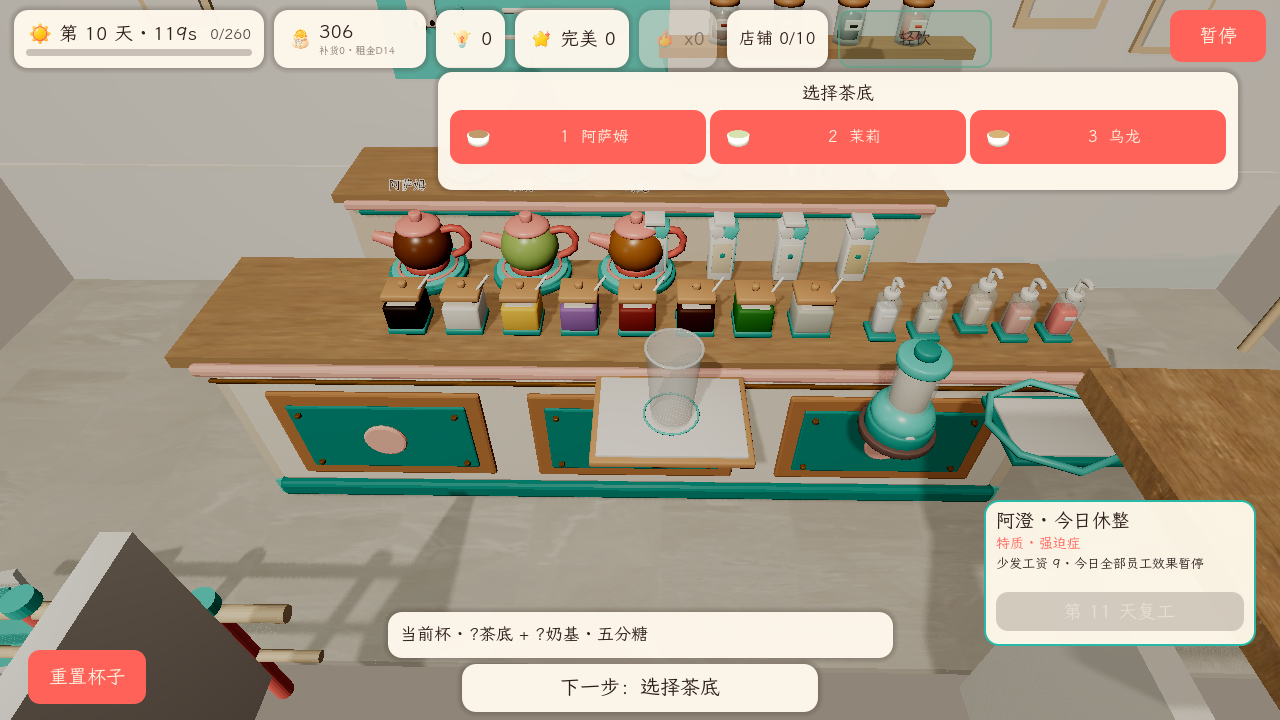 第 10 天·119s 0/260
306
补货0·租金D14
0
完美 0
x0
店铺 0/10
轻饮
暂停
选择茶底
1 阿萨姆
2 茉莉
3 乌龙
阿萨姆
阿澄·今日休整
特质·强迫症
少发工资 9·今日全部员工效果暂停
第 11 天复工
当前杯·?茶底 + ?奶基·五分糖
重置杯子
下一步: 选择茶底